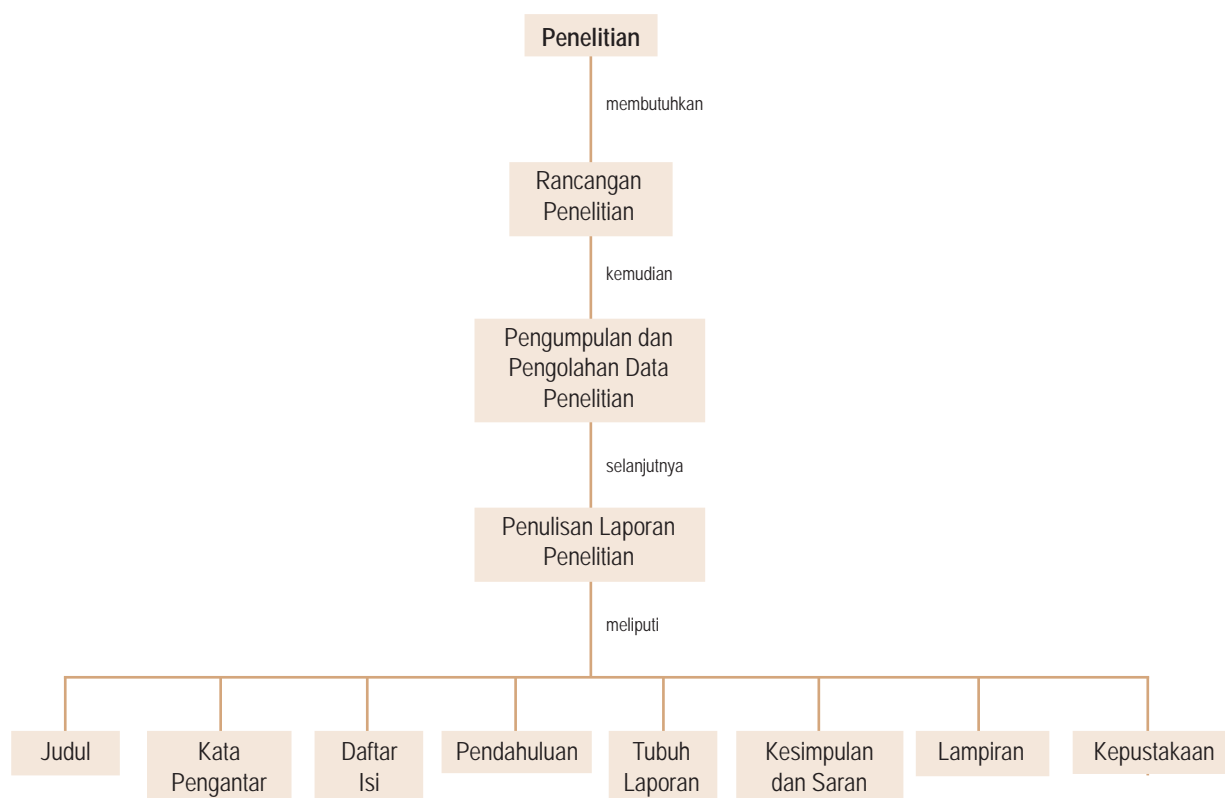 Penelitian
membutuhkan
Rancangan
Penelitian
kemudian
Pengumpulan dan
Pengolahan Data
Penelitian
selanjutnya
Penulisan Laporan
Penelitian
meliputi
Judul
Kata
Pengantar
Daftar
Isi
Pendahuluan
Tubuh
Laporan
Kesimpulan
dan Saran
Lampiran
Kepustakaan